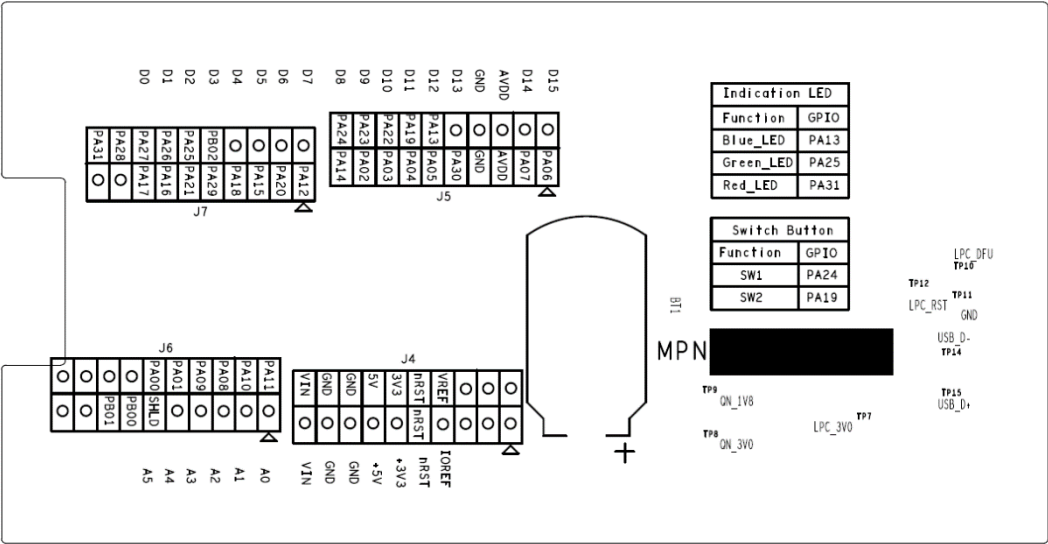 D0 D1 D2 D3 D4 D5 D6 D7
PA31 PA28 PA27 PA26 PA25 PB02
PA17 PA16 PA21 PA29 PA18 PA15 PA20 PA12
J7
D8 D9 D10 D11 D12 D13 GND AVDD D14 D15
PA24 PA23 PA22 PA19 PA13
PA14 PA02 PA03 PA04 PA05 PA30 GND AVDD PA07 PA06
J5
Indication LED
Function GPIO
Blue_LED PA13
Green_LED PA25
Red_LED PA31
Switch Button
Function GPIO
SW1 PA24
SW2 PA19
LPC_DFU
TP10
TP12
LPC_RST
TP11
GND
USB_D-
TP14
TP15
USB_D+
BT1
MPN
TP9
QN_1V8
TP8
QN_3V0
TP7
LPC_3V0
J6
PA00 PA01 PA09 PA08 PA10 PA11
PB01 PB00 SHLD
A5 A4 A3 A2 A1 A0
J4
VIN GND GND 5V 3V3 nRST VREF
nRST
VIN GND GND +5V +3V3 nRST IOREF
+